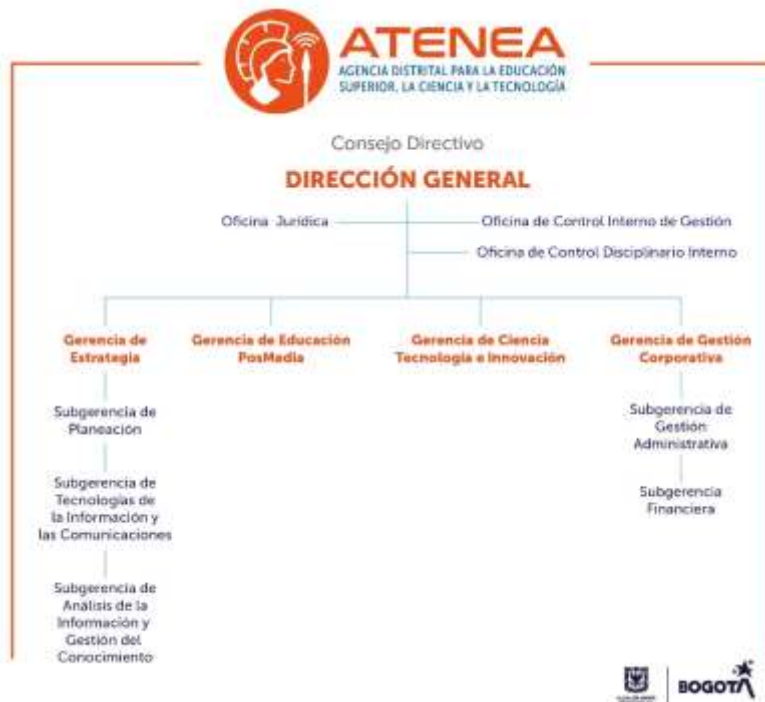 ATENEA
AGENCIA DISTRITAL PARA LA EDUCACIÓN
SUPERIOR, LA CIENCIA Y LA TECNOLOGÍA
Consejo Directivo
DIRECCIÓN GENERAL
Oficina Jurídica
Oficina de Control Interno de Gestión
Oficina de Control Disciplinario Interno
Gerencia de
Estrategia
Gerencia de Educación
PosMedia
Gerencia de Ciencia
Tecnología e Innovación
Gerencia de Gestión
Corporativa
Subgerencia de
Planeación
Subgerencia de
Tecnologías de
la Información y
las Comunicaciones
Subgerencia de
Análisis de la
Información y
Gestión del
Conocimiento
Subgerencia de
Gestión
Administrativa
Subgerencia
Financiera
BOGOTÁ